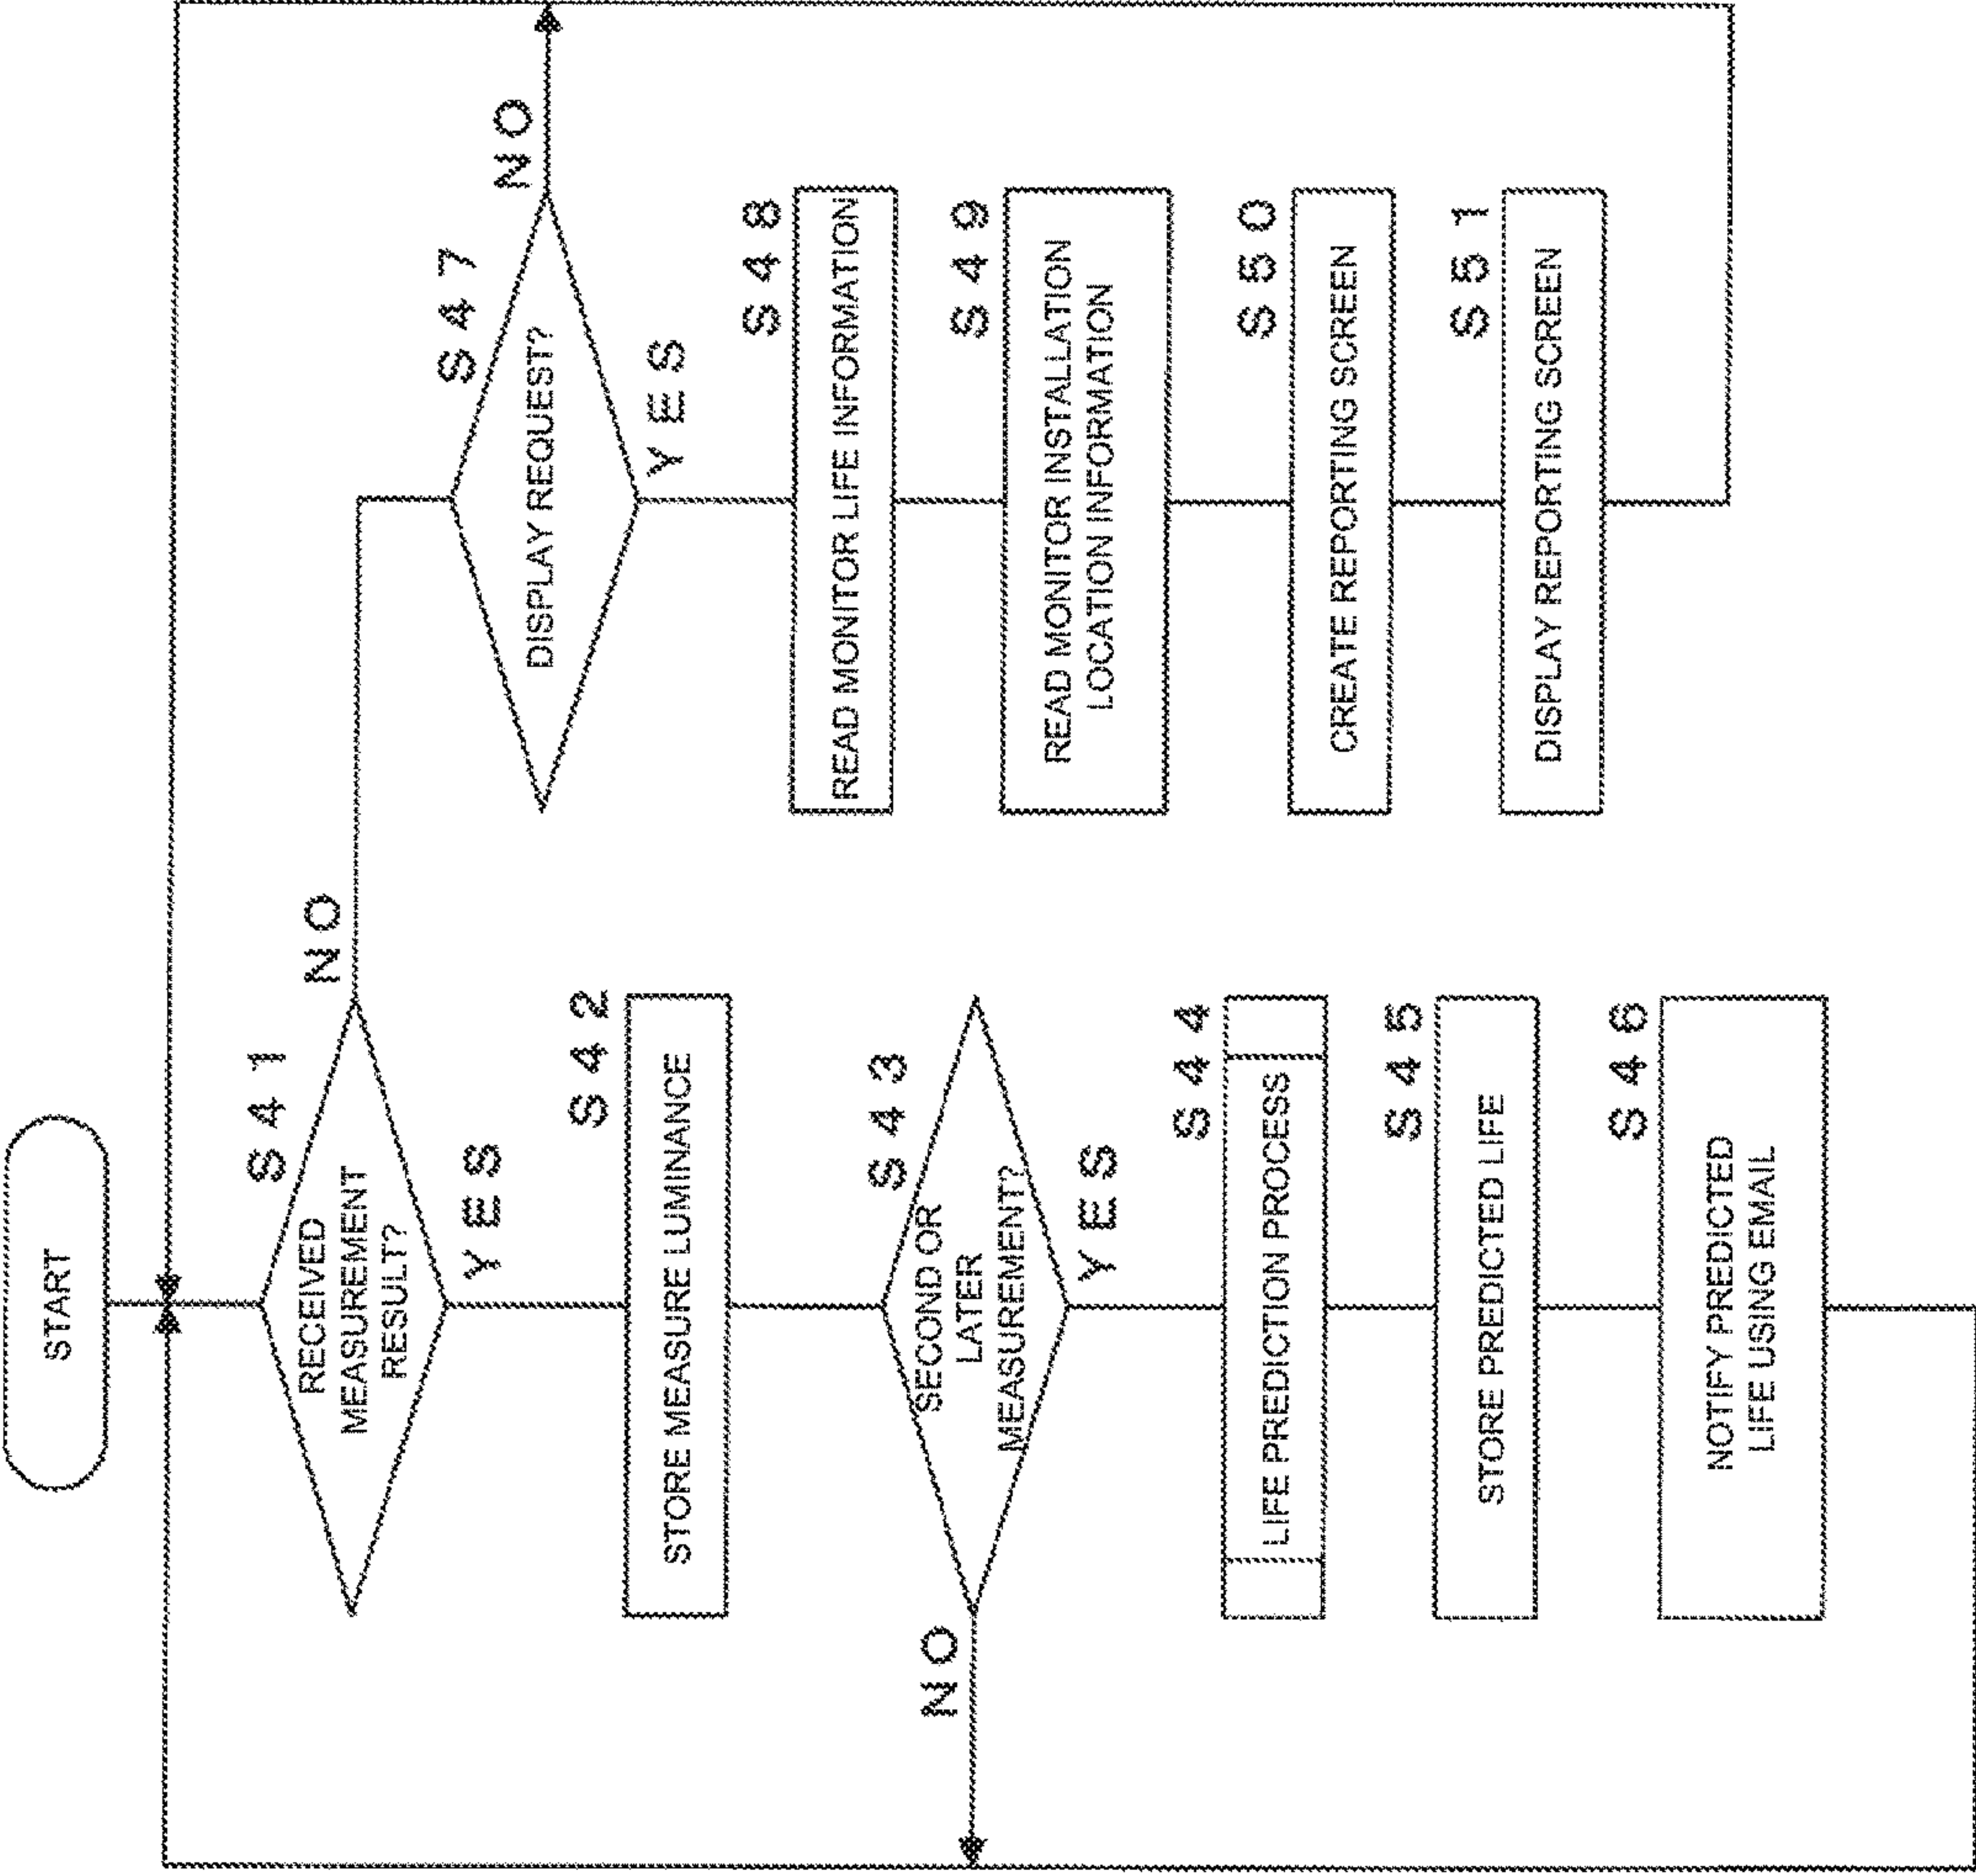 START
S41
RECEIVED
MEASUREMENT
RESULT?
NO
YES
S42
STORE MEASURE LUMINANCE
S43
SECOND OR
LATER
MEASUREMENT?
NO
YES
S44
LIFE PREDICTION PROCESS
S45
STORE PREDICTED LIFE
S46
NOTIFY PREDICTED
LIFE USING EMAIL
S47
DISPLAY REQUEST?
NO
YES
S48
READ MONITOR LIFE INFORMATION
S49
READ MONITOR INSTALLATION
LOCATION INFORMATION
S50
CREATE REPORTING SCREEN
S51
DISPLAY REPORTING SCREEN